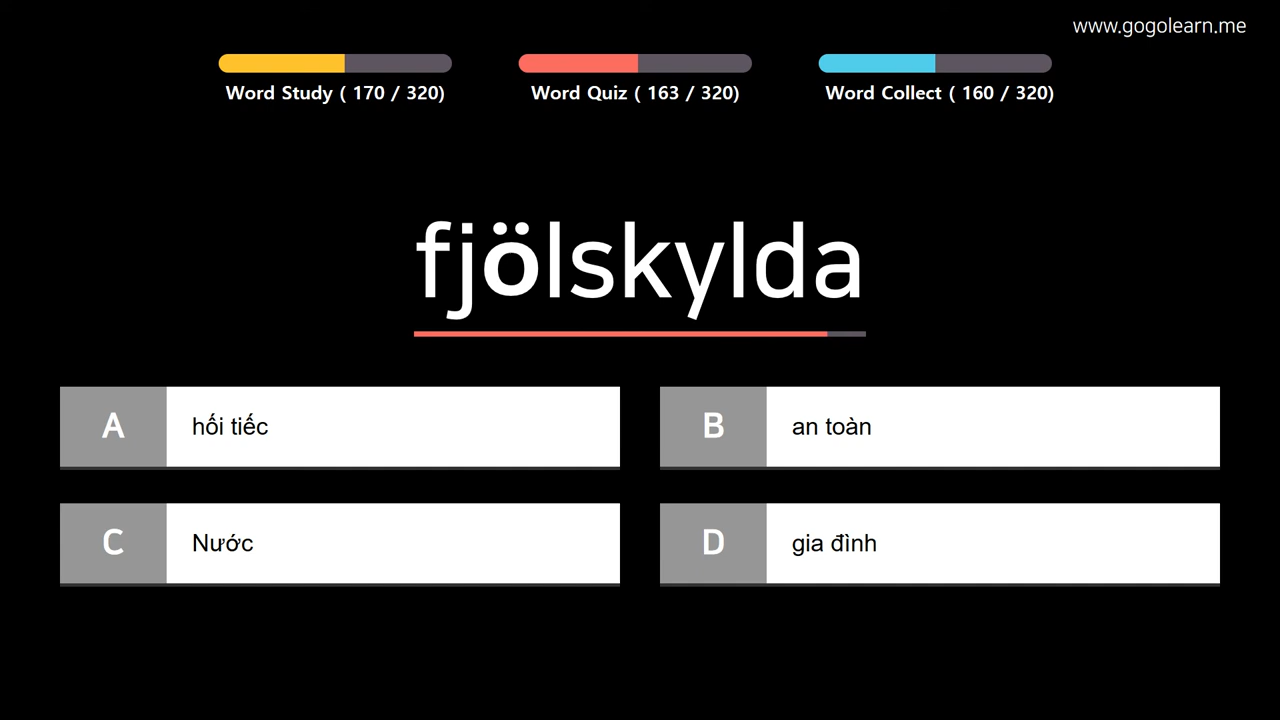 www.gogolearn.me
Word Study ( 170 / 320)
Word Quiz ( 163 / 320)
Word Collect ( 160 / 320)
fjölskylda
A hối tiếc
B an toàn
C Nước
D gia đình